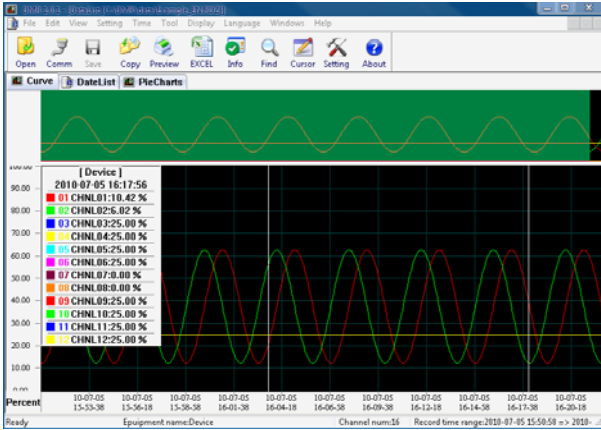 File Edit View Setting Time Tool Display Language Windows Help
Open Comm Save Copy Preview EXCEL Info Find Cursor Setting About
Curve DateList PieCharts
[ Device ]
2010-07-05 16:17:56
01 CHNL01:10.42 %
02 CHNL02:6.02 %
03 CHNL03:25.00 %
04 CHNL04:25.00 %
05 CHNL05:25.00 %
06 CHNL06:25.00 %
07 CHNL07:0.00 %
08 CHNL08:0.00 %
09 CHNL09:25.00 %
10 CHNL10:25.00 %
11 CHNL11:25.00 %
12 CHNL12:25.00 %
100.00
90.00
80.00
70.00
60.00
50.00
40.00
30.00
20.00
10.00
0.00
Percent
10-07-05 10-07-05 10-07-05 10-07-05 10-07-05 10-07-05 10-07-05 10-07-05 10-07-05 10-07-05 10-07-05
15-53-38 15-56-18 15-58-58 16-01-38 16-04-18 16-06-58 16-09-38 16-12-18 16-14-58 16-17-38 16-20-18
Ready Epuipment name:Device Channel num:16 Record time range:2010-07-05 15:50:58 => 2010-